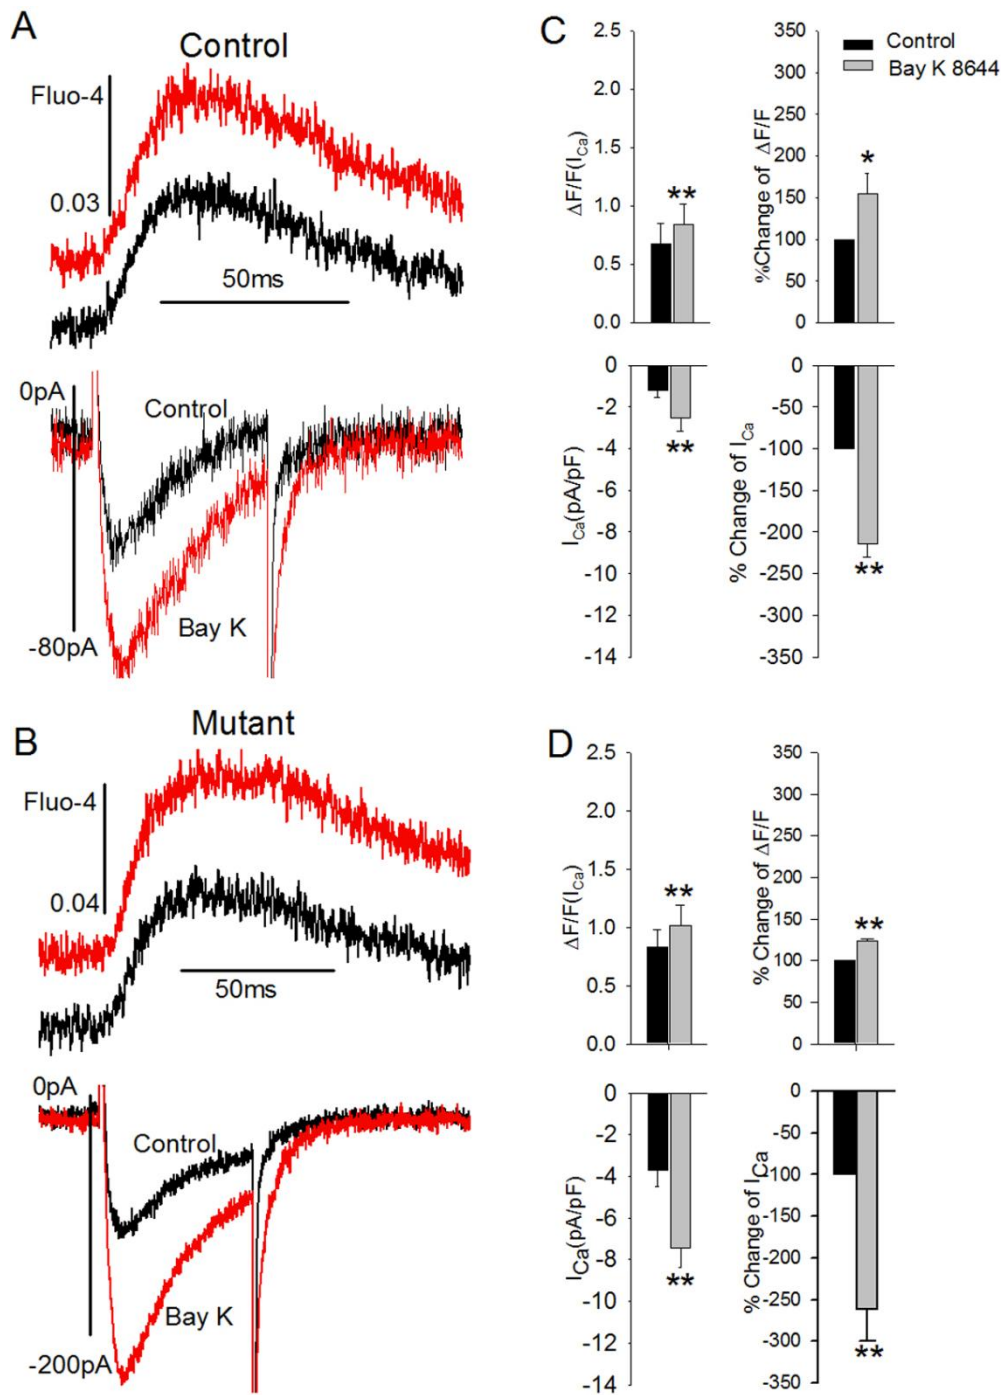 A
Control
Fluo-4
0.03
50ms
0pA
Control
Bay K
-80pA
B
Mutant
Fluo-4
0.04
50ms
0pA
Control
Bay K
-200pA
C
Control
Bay K 8644
ΔF/F(ICa)
2.5
2.0
1.5
1.0
0.5
0.0
**
%Change of ΔF/F
350
300
250
200
150
100
50
0
*
ICa(pA/pF)
0
-2
-4
-6
-8
-10
-12
-14
**
% Change of ICa
0
-50
-100
-150
-200
-250
-300
-350
**
D
ΔF/F(ICa)
2.5
2.0
1.5
1.0
0.5
0.0
**
% Change of ΔF/F
350
300
250
200
150
100
50
0
**
ICa(pA/pF)
0
-2
-4
-6
-8
-10
-12
-14
**
% Change of ICa
0
-50
-100
-150
-200
-250
-300
-350
**